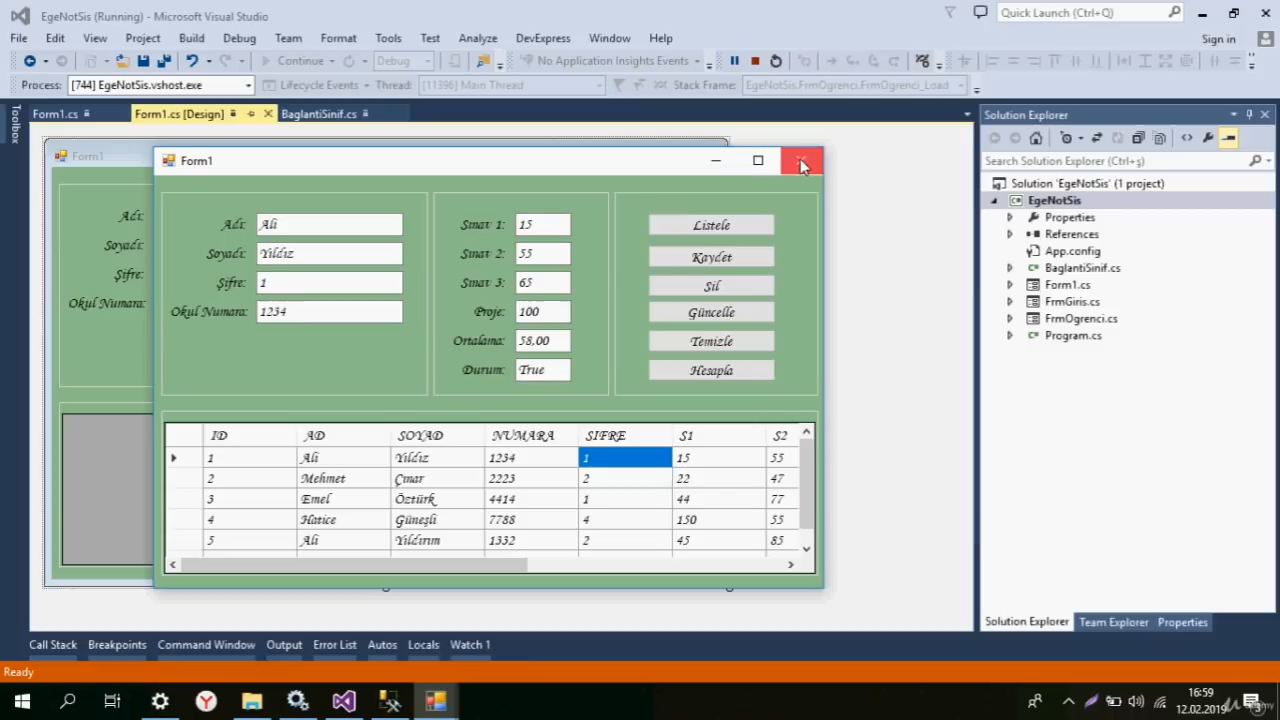 EgeNotSis (Running) - Microsoft Visual Studio
Quick Launch (Ctrl+Q)
File Edit View Project Build Debug Team Format Tools Test Analyze DevExpress Window Help
Sign in
Continue Debug No Application Insights Events
Process: [744] EgeNotSis.vshost.exe Lifecycle Events Thread: [11396] Main Thread Stack Frame: EgeNotSis.FrmOgrenci.FrmOgrenci_Load
Toolbox
Form1.cs Form1.cs [Design] BaglantiSinif.cs
Form1
Adı:
Soyadı:
Şifre:
Okul Numara:
Form1
Adı: Ali
Soyadı: Yıldız
Şifre: 1
Okul Numara: 1234
Sınav 1: 15
Sınav 2: 55
Sınav 3: 65
Proje: 100
Ortalama: 58,00
Durum: True
Listele
Kaydet
Sil
Güncelle
Temizle
Hesapla
ID AD SOYAD NUMARA SIFRE S1 S2
1 Ali Yıldız 1234 1 15 55
2 Mehmet Çınar 2223 2 22 47
3 Emel Öztürk 4414 1 44 77
4 Hatice Güneşli 7788 4 150 55
5 Ali Yıldırım 1332 2 45 85
Solution Explorer
Search Solution Explorer (Ctrl+ş)
Solution 'EgeNotSis' (1 project)
EgeNotSis
Properties
References
App.config
BaglantiSinif.cs
Form1.cs
FrmGiris.cs
FrmOgrenci.cs
Program.cs
Solution Explorer Team Explorer Properties
Call Stack Breakpoints Command Window Output Error List Autos Locals Watch 1
Ready
16:59
12.02.2019